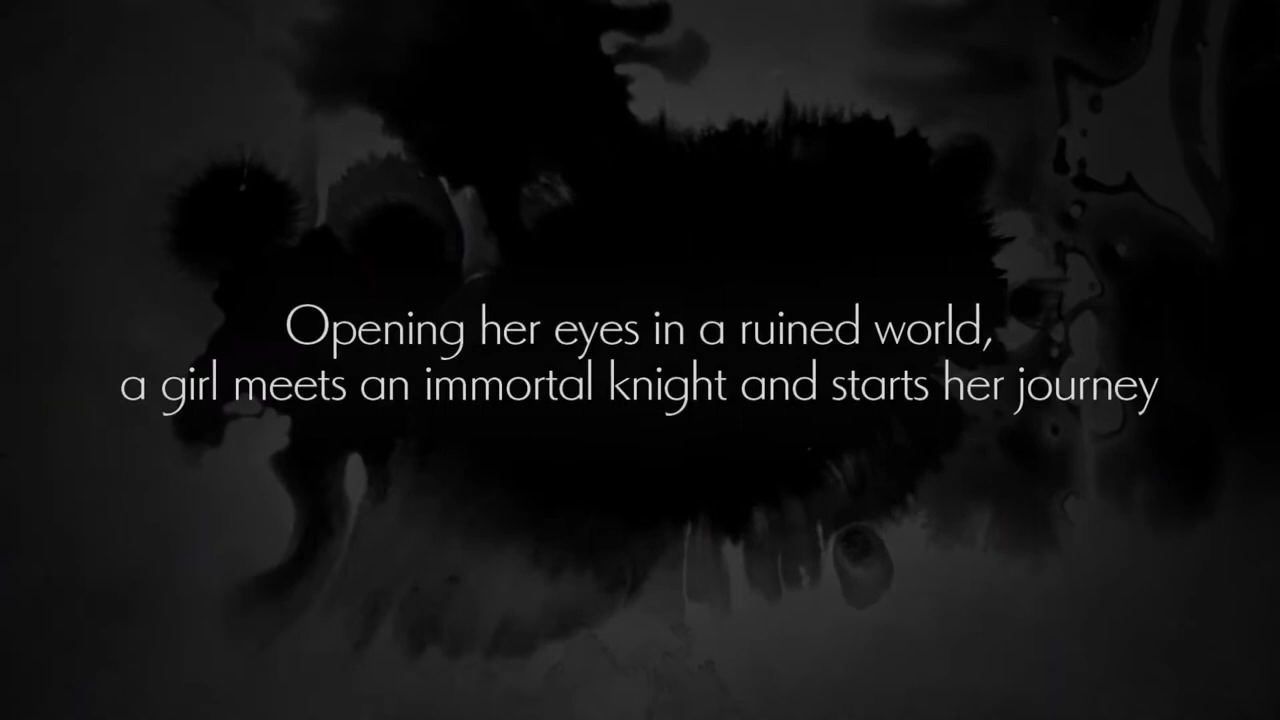 Opening her eyes in a ruined world,
a girl meets an immortal knight and starts her journey